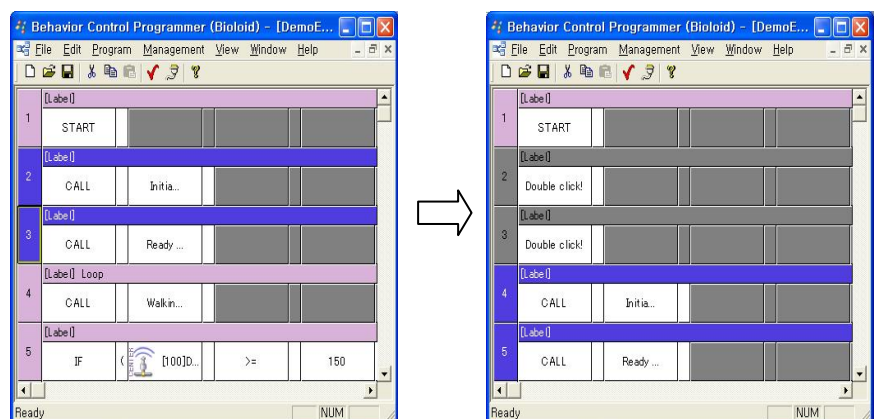 Behavior Control Programmer (Bioloid) - [DemoE...
File Edit Program Management View Window Help
[Label]
1 START
[Label]
2 CALL Initia...
[Label]
3 CALL Ready ...
[Label] Loop
4 CALL Walkin...
[Label]
5 IF ( CENTER [100]D... >= 150
Ready NUM
Behavior Control Programmer (Bioloid) - [DemoE...
File Edit Program Management View Window Help
[Label]
1 START
[Label]
2 Double click!
[Label]
3 Double click!
[Label]
4 CALL Initia...
[Label]
5 CALL Ready ...
Ready NUM